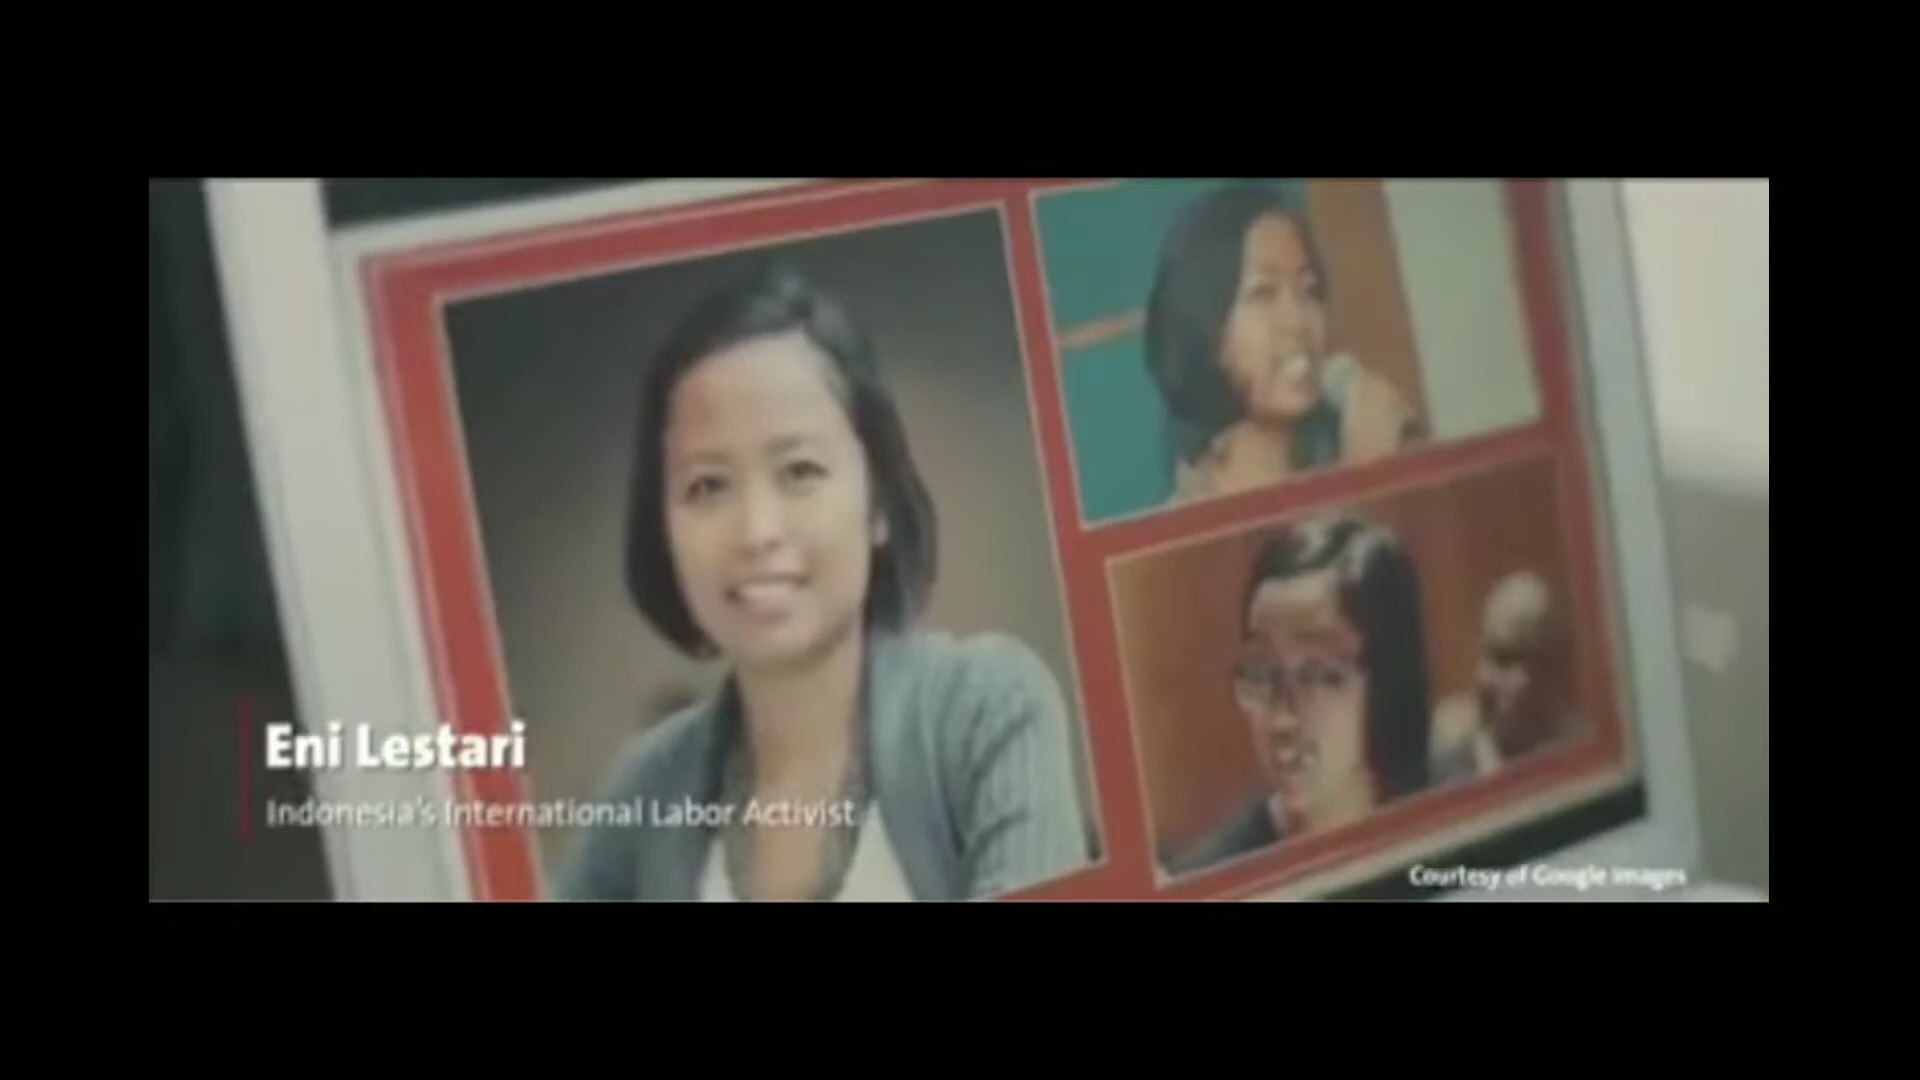 Eni Lestari
Indonesia's International Labor Activist
Courtesy of Google Images